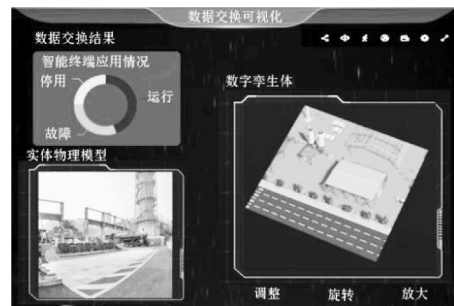 数据交换可视化
数据交换结果
智能终端应用情况
停用
运行
故障
数字孪生体
实体物理模型
调整
旋转
放大